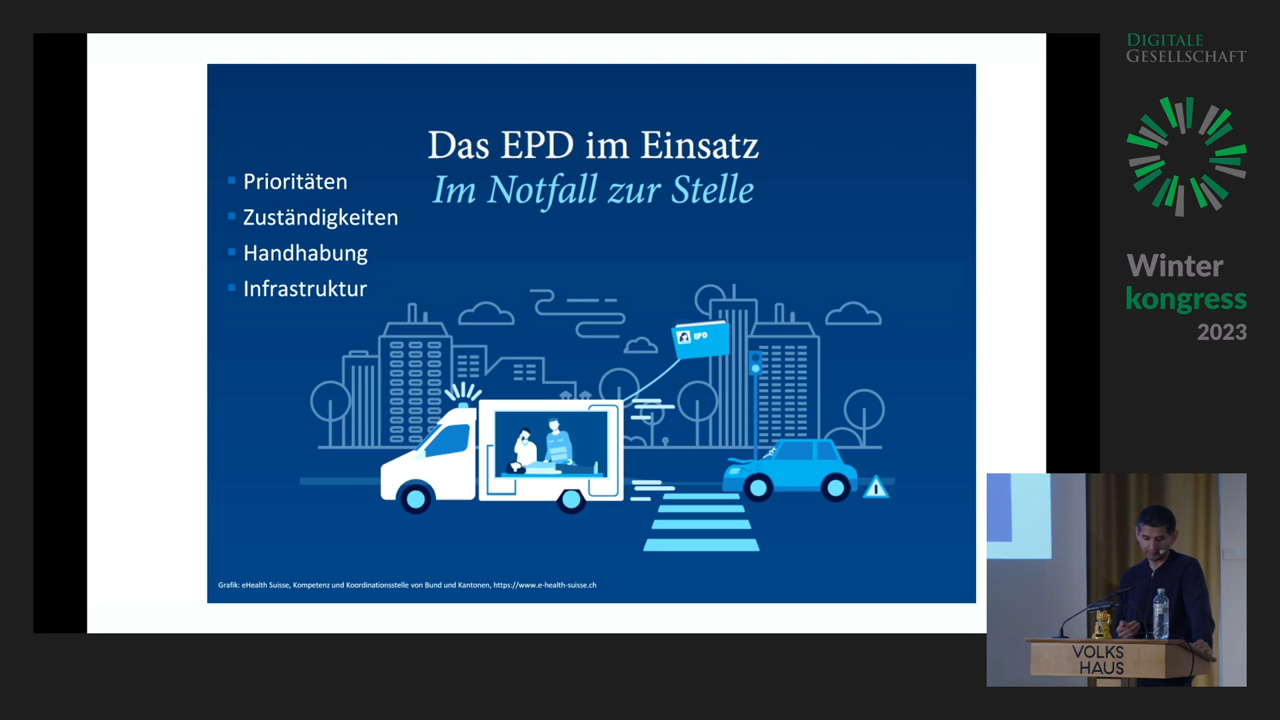 Das EPD im Einsatz
Im Notfall zur Stelle
Prioritäten
Zuständigkeiten
Handhabung
Infrastruktur
EPD
Grafik: eHealth Suisse, Kompetenz und Koordinationsstelle von Bund und Kantonen, https://www.e-health-suisse.ch
DIGITALE
GESELLSCHAFT
Winter
kongress
2023
VOLKS
HAUS